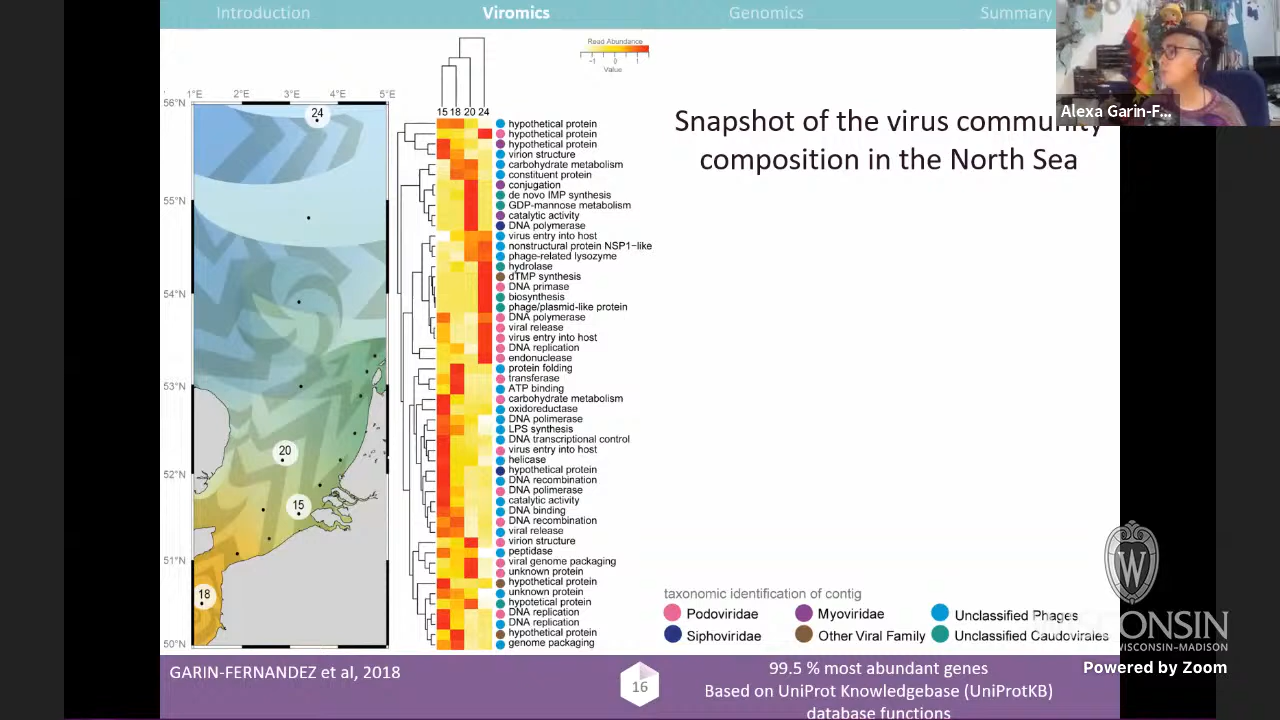 Introduction
Viromics
Genomics
Summary
Alexa Garin-F...
Read Abundance
−1 0 1
Value
1°E 2°E 3°E 4°E 5°E
56°N
55°N
54°N
53°N
52°N
51°N
50°N
24
20
15
18
15 18 20 24
hypothetical protein
hypothetical protein
hypothetical protein
virion structure
carbohydrate metabolism
constituent protein
conjugation
de novo IMP synthesis
GDP-mannose metabolism
catalytic activity
DNA polymerase
virus entry into host
nonstructural protein NSP1−like
phage-related lysozyme
hydrolase
dTMP synthesis
DNA primase
biosynthesis
phage/plasmid-like protein
DNA polymerase
viral release
virus entry into host
DNA replication
endonuclease
protein folding
transferase
ATP binding
carbohydrate metabolism
oxidoreductase
DNA polimerase
LPS synthesis
DNA transcriptional control
virus entry into host
helicase
hypothetical protein
DNA recombination
DNA polimerase
catalytic activity
DNA binding
DNA recombination
viral release
virion structure
peptidase
viral genome packaging
unknown protein
hypothetical protein
unknown protein
hypotetical protein
DNA replication
DNA replication
hypothetical protein
genome packaging
Snapshot of the virus community
composition in the North Sea
taxonomic identification of contig
Podoviridae
Myoviridae
Unclassified Phages
Siphoviridae
Other Viral Family
Unclassified Caudovirales
GARIN-FERNANDEZ et al, 2018
16
99.5 % most abundant genes
Based on UniProt Knowledgebase (UniProtKB)
database functions
W
WISCONSIN
WISCONSIN-MADISON
Powered by Zoom